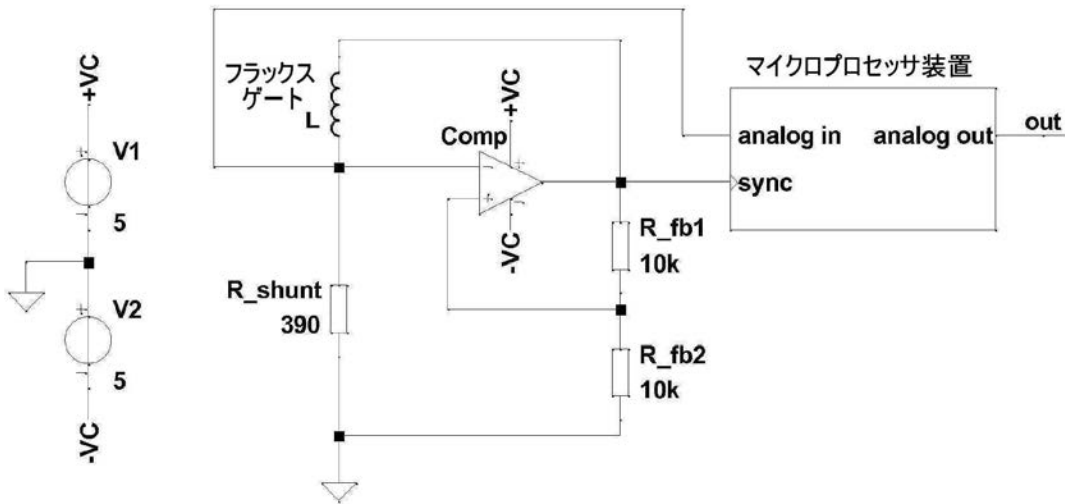 +VC
V1
5
V2
5
-VC
フラックス
ゲート
L
Comp
+VC
-VC
R_shunt
390
R_fb1
10k
R_fb2
10k
マイクロプロセッサ装置
analog in
analog out
sync
out